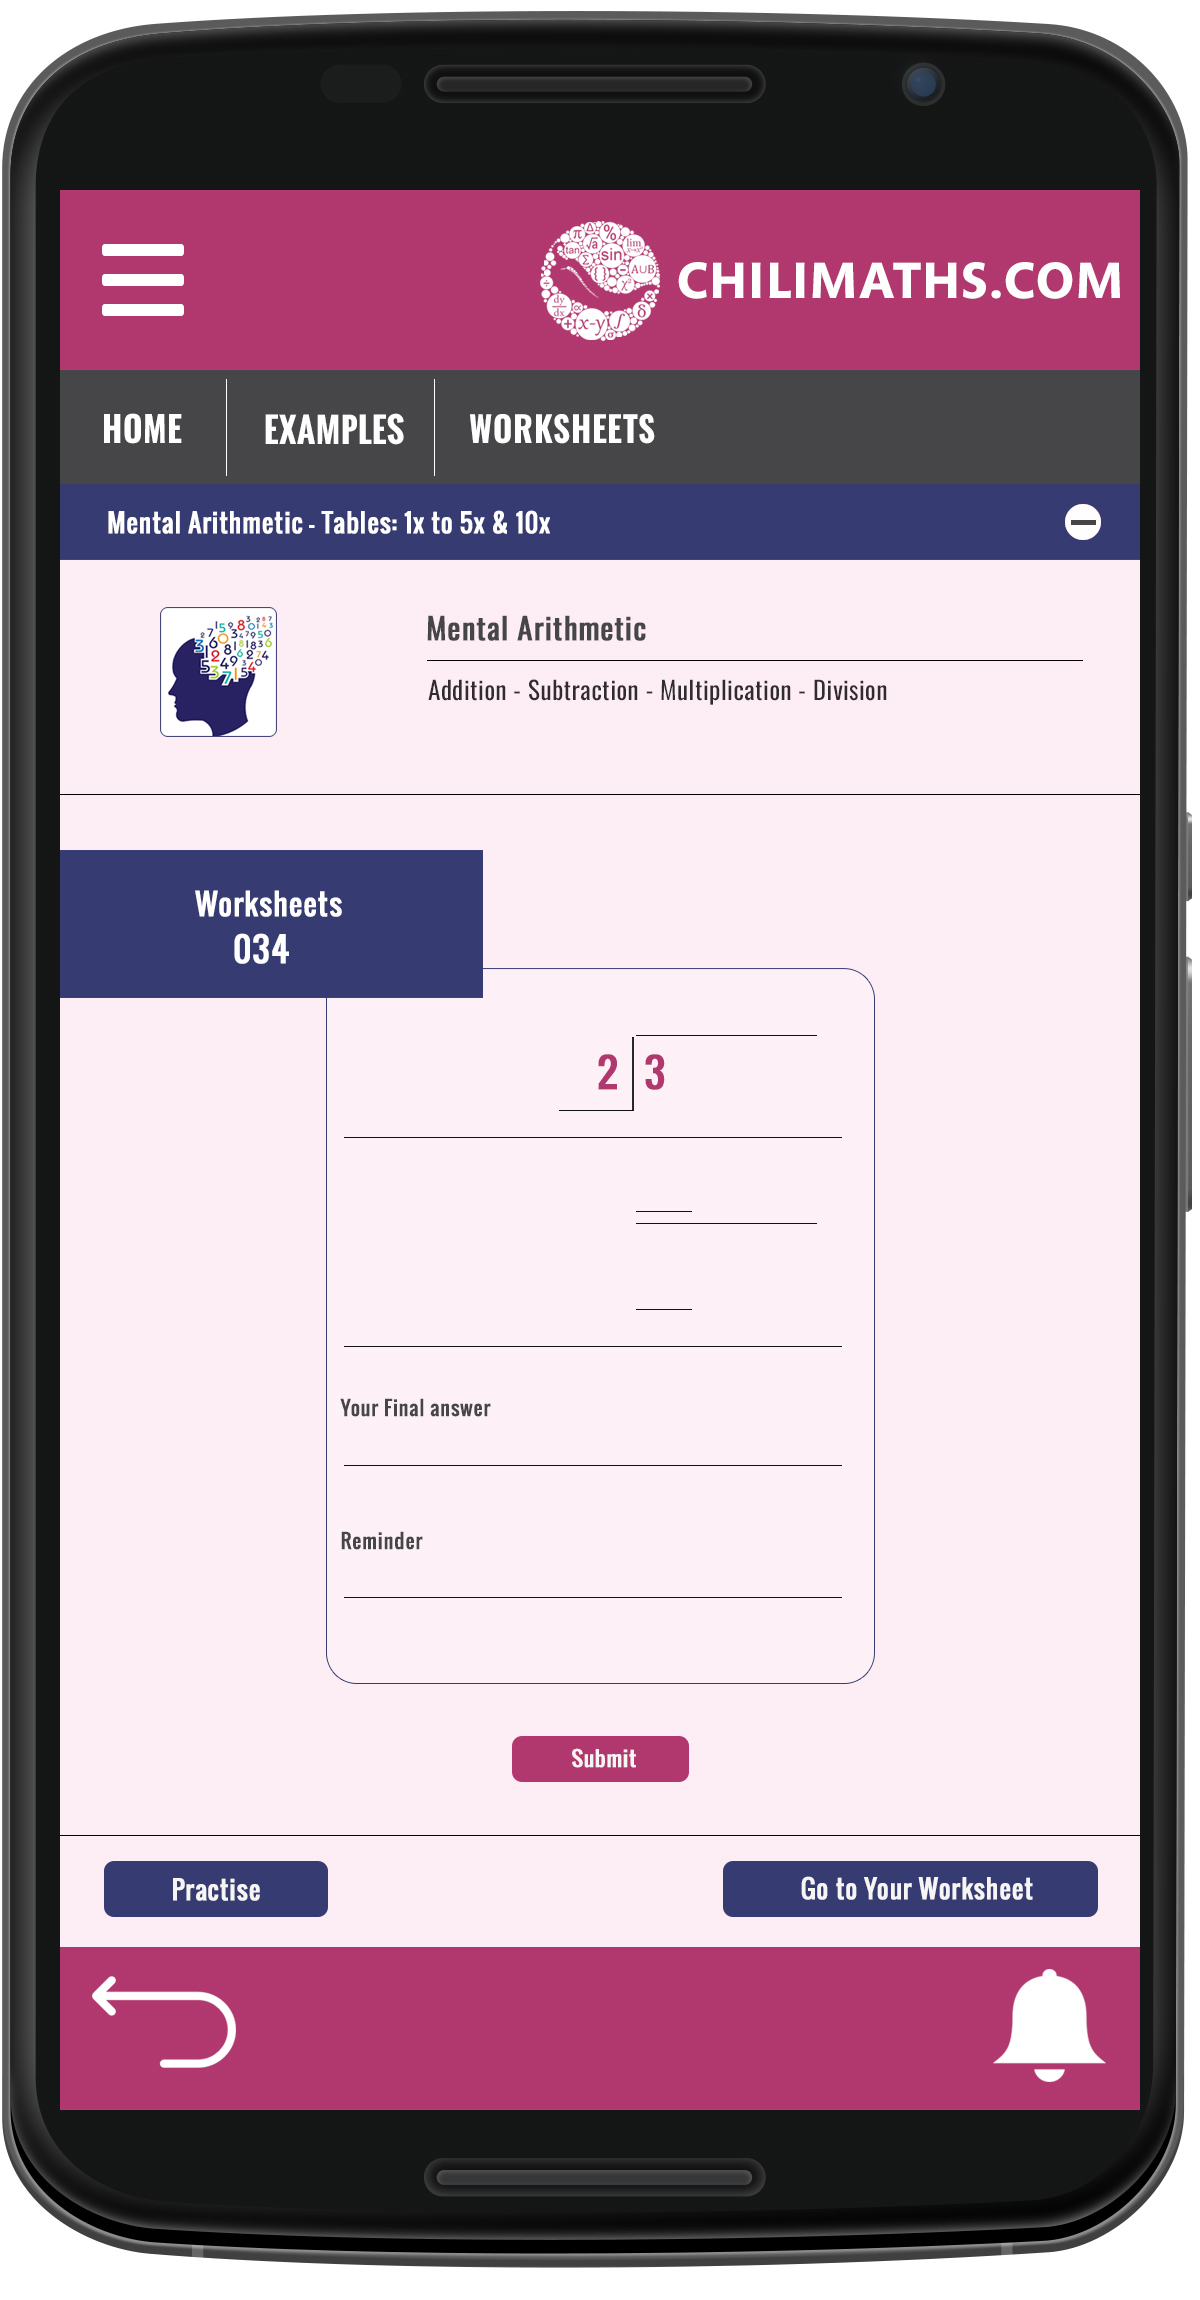 CHILIMATHS.COM
HOME
EXAMPLES
WORKSHEETS
Mental Arithmetic - Tables: 1x to 5x & 10x
Mental Arithmetic
Addition - Subtraction - Multiplication - Division
Worksheets
034
2 3
Your Final answer
Reminder
Submit
Practise
Go to Your Worksheet